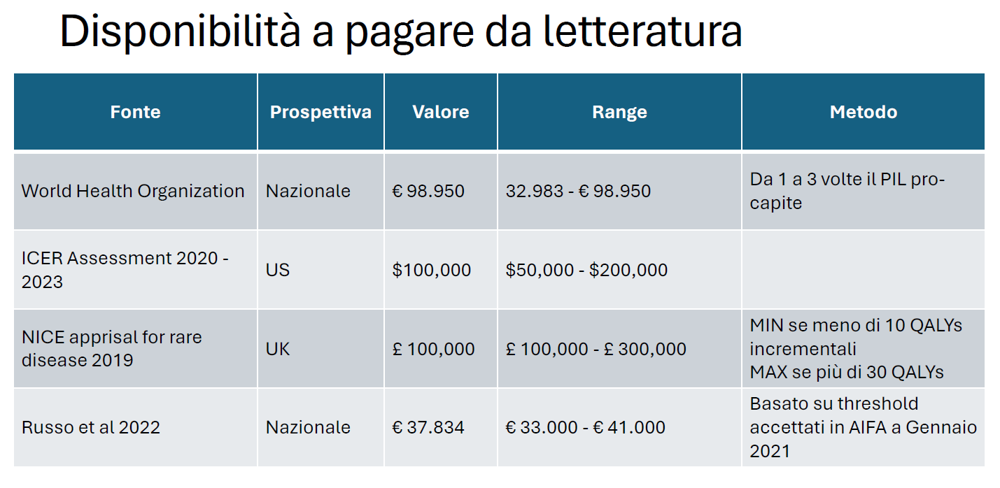 Disponibilità a pagare da letteratura
Fonte Prospettiva Valore Range Metodo
World Health Organization Nazionale € 98.950 32.983 - € 98.950 Da 1 a 3 volte il PIL pro-
capite
ICER Assessment 2020 -
2023 US $100,000 $50,000 - $200,000
NICE apprisal for rare
disease 2019 UK £ 100,000 £ 100,000 - £ 300,000 MIN se meno di 10 QALYs
incrementali
MAX se più di 30 QALYs
Russo et al 2022 Nazionale € 37.834 € 33.000 - € 41.000 Basato su threshold
accettati in AIFA a Gennaio
2021